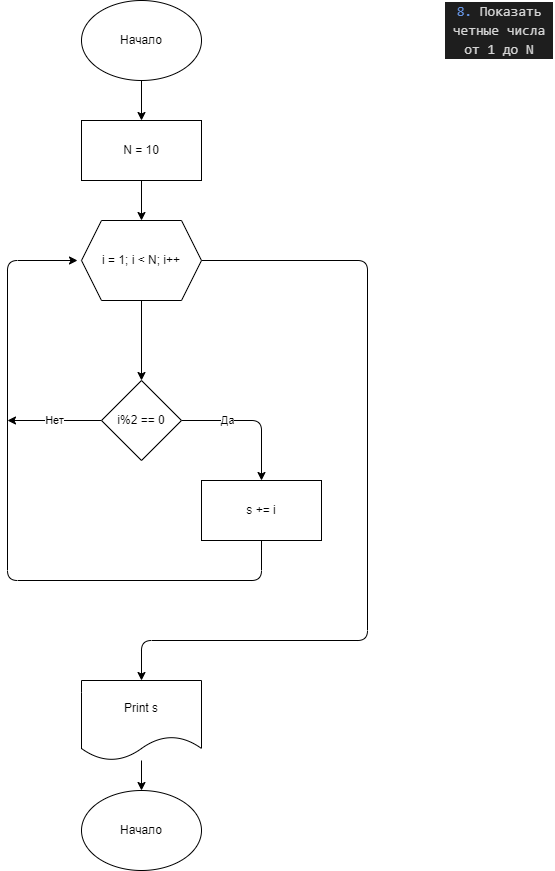 Начало
8. Показать
четные числа
от 1 до N
N = 10
i = 1; i < N; i++
i%2 == 0
Нет
Да
s += i
Print s
Начало